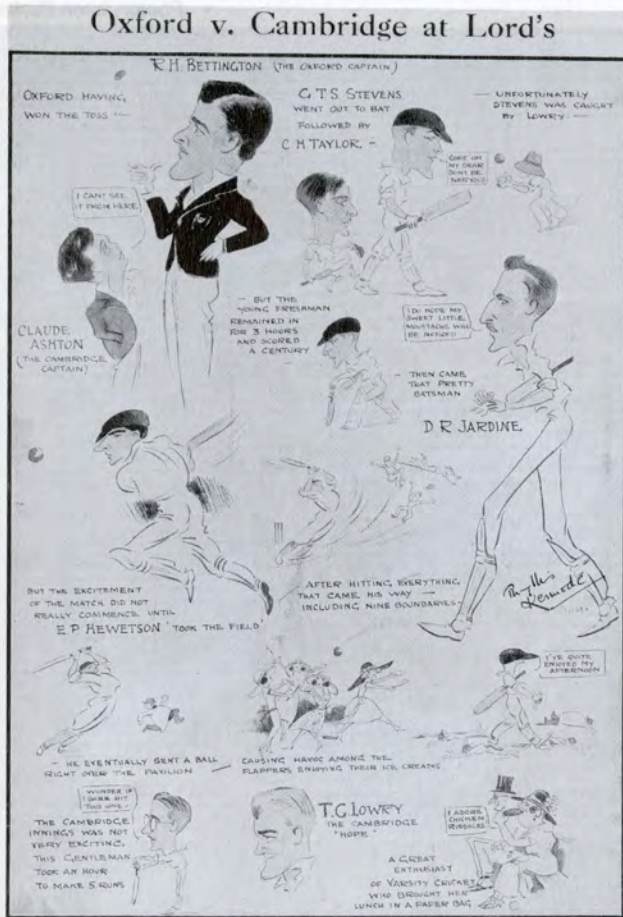 Oxford v. Cambridge at Lord's
R. H. BETTINGTON (THE OXFORD CAPTAIN)
OXFORD HAVING
WON THE TOSS —
I CAN'T SEE
IT FROM HERE
CLAUDE
ASHTON
(THE CAMBRIDGE
CAPTAIN)
G T S STEVENS
WENT OUT TO BAT
FOLLOWED BY
C H TAYLOR —
COME ON
MY DEAR
DON'T BE
NERVOUS
— UNFORTUNATELY
STEVENS WAS CAUGHT
BY LOWRY —
— BUT THE
YOUNG FRESHMAN
REMAINED IN
FOR 3 HOURS
AND SCORED
A CENTURY
I DO HOPE MY
SWEET LITTLE
MOUSTACHE WILL
BE NOTICED
— THEN CAME
THAT PRETTY
BATSMAN
D R JARDINE
BUT THE EXCITEMENT
OF THE MATCH DID NOT
REALLY COMMENCE UNTIL
E P HEWETSON 'TOOK THE FIELD'
AFTER HITTING EVERYTHING
THAT CAME HIS WAY —
INCLUDING NINE BOUNDARIES —
Phyllis
Kermode
— HE EVENTUALLY SENT A BALL
RIGHT OVER THE PAVILION —
CAUSING HAVOC AMONG THE
FLAPPERS ENJOYING THEIR ICE CREAMS
I'VE QUITE
ENJOYED MY
AFTERNOON
WONDER IF
I DARE HIT
THIS ONE?
THE CAMBRIDGE
INNINGS WAS NOT
VERY EXCITING.
THIS GENTLEMAN
TOOK AN HOUR
TO MAKE 5 RUNS
T. G. LOWRY
THE CAMBRIDGE
"HOPE"
I ADORE
CHICKEN
RISSOLES
A GREAT
ENTHUSIAST
OF VARSITY CRICKET
WHO BROUGHT HER
LUNCH IN A PAPER BAG